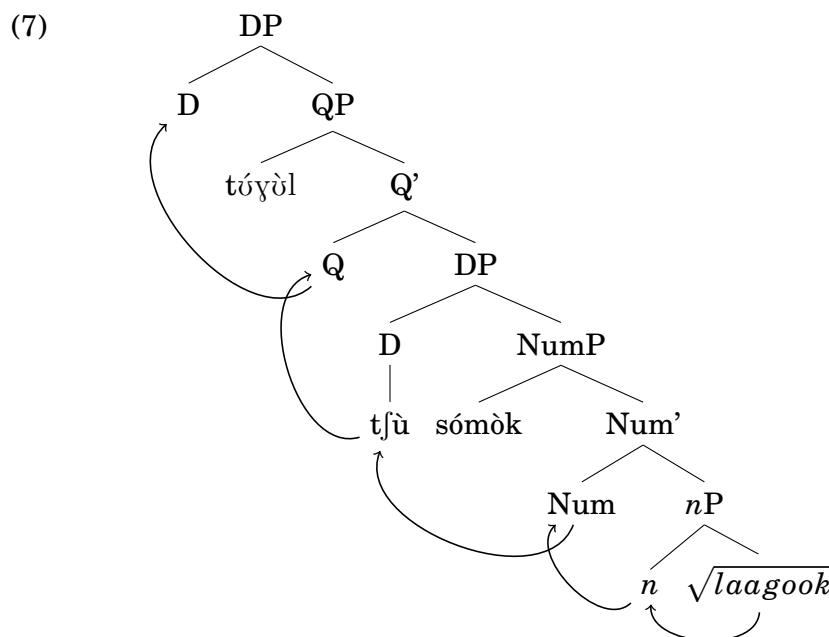 (7)
DP
D QP
tʊ́ɣʊ̀l Q’
Q DP
D NumP
tʃù sómòk Num’
Num nP
n √laagook